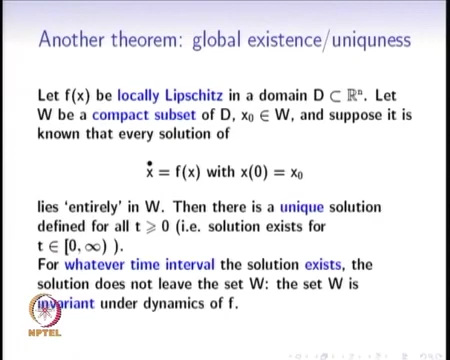 Another theorem: global existence/uniquness
Let f(x) be locally Lipschitz in a domain D ⊂ ℝⁿ. Let
W be a compact subset of D, x₀ ∈ W, and suppose it is
known that every solution of
ẋ = f(x) with x(0) = x₀
lies 'entirely' in W. Then there is a unique solution
defined for all t ⩾ 0 (i.e. solution exists for
t ∈ [0, ∞) ).
For whatever time interval the solution exists, the
solution does not leave the set W: the set W is
invariant under dynamics of f.
NPTEL